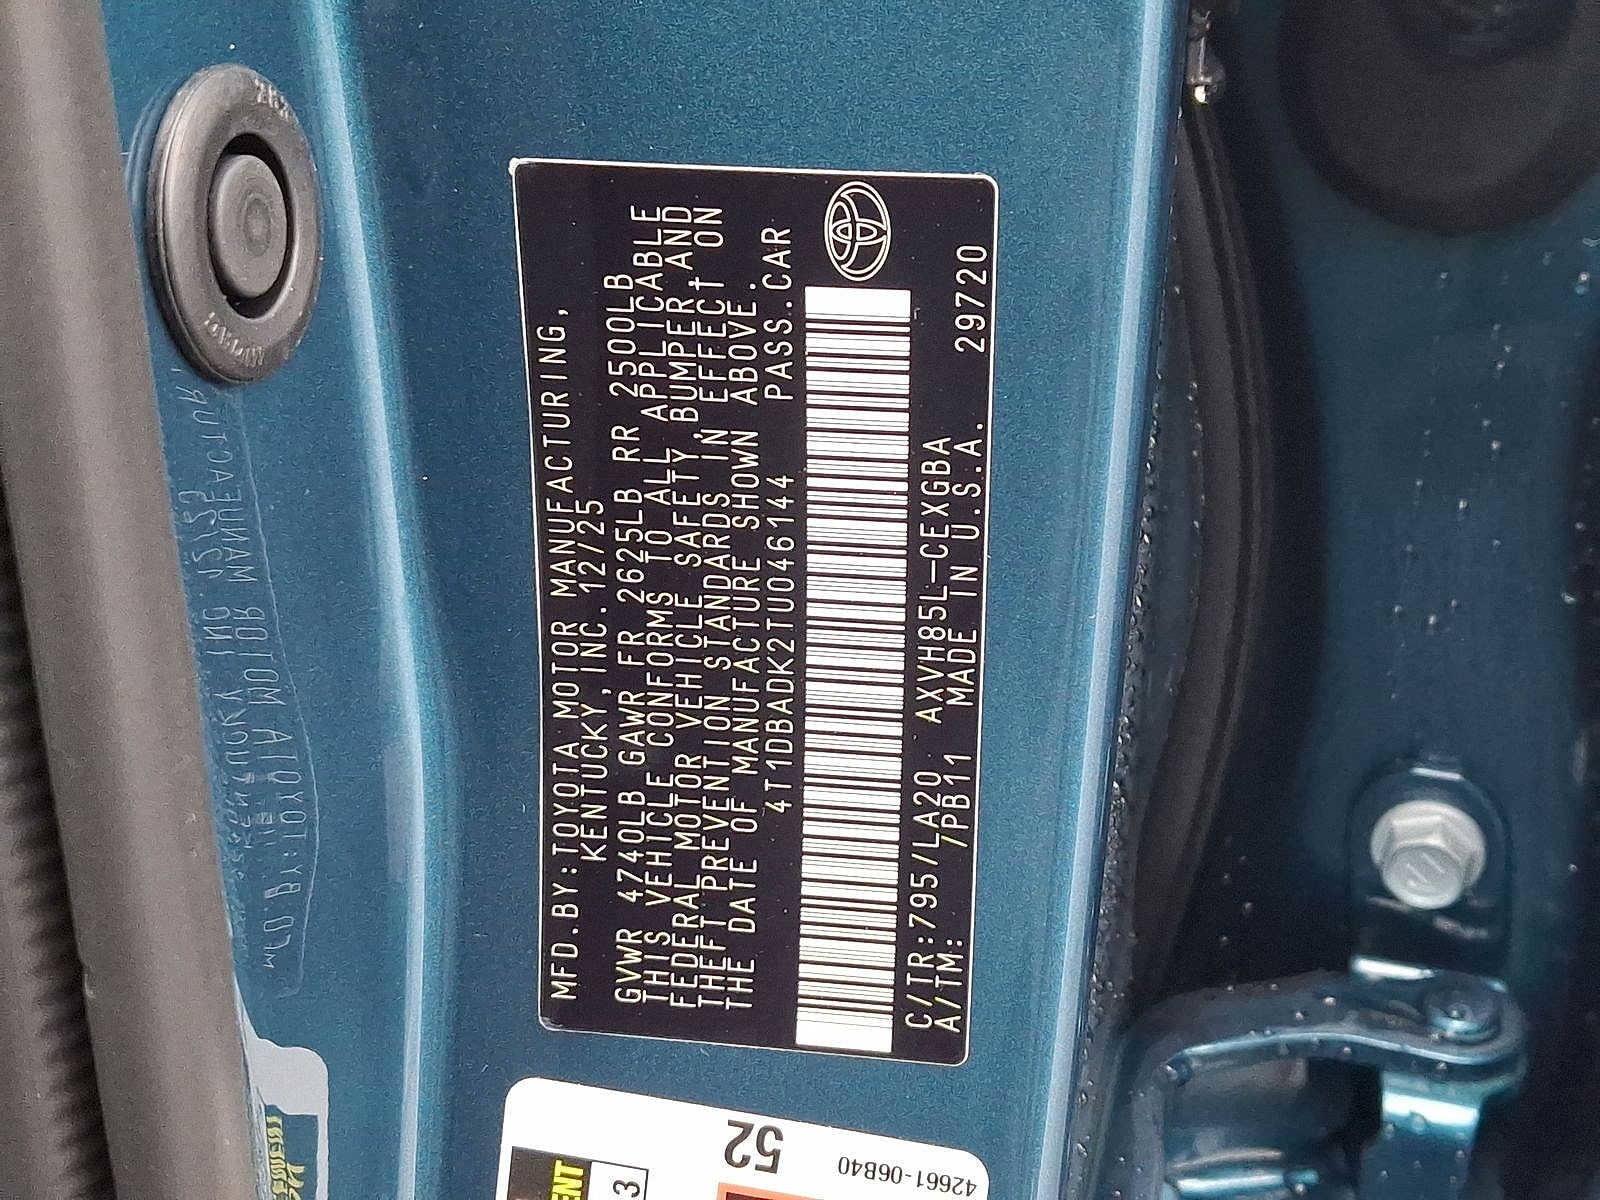 MFD.BY:TOYOTA MOTOR MANUFACTURING,
KENTUCKY,INC. 12/25
GVWR 4740LB GAWR FR 2625LB RR 2500LB
THIS VEHICLE CONFORMS TO ALL APPLICABLE
FEDERAL MOTOR VEHICLE SAFETY, BUMPER, AND
THEFT PREVENTION STANDARDS IN EFFECT ON
THE DATE OF MANUFACTURE SHOWN ABOVE.
4T1DBADK2TU046144 PASS.CAR
C/TR:795/LA20 AXVH85L-CEXGBA 29720
A/TM: /PB11 MADE IN U.S.A.
52
42661-06B40
3